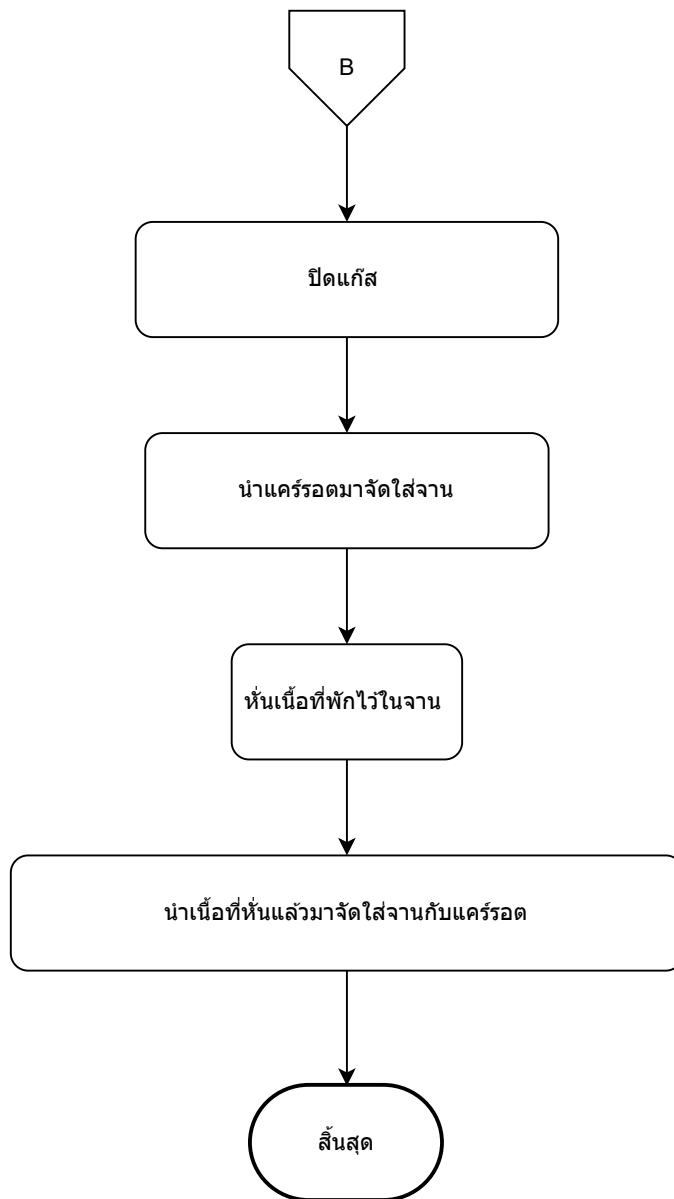 B
ปิดแก๊ส
นำแคร์รอตมาจัดใส่จาน
หั่นเนื้อที่พักไว้ในจาน
นำเนื้อที่หั่นแล้วมาจัดใส่จานกับแคร์รอต
สิ้นสุด